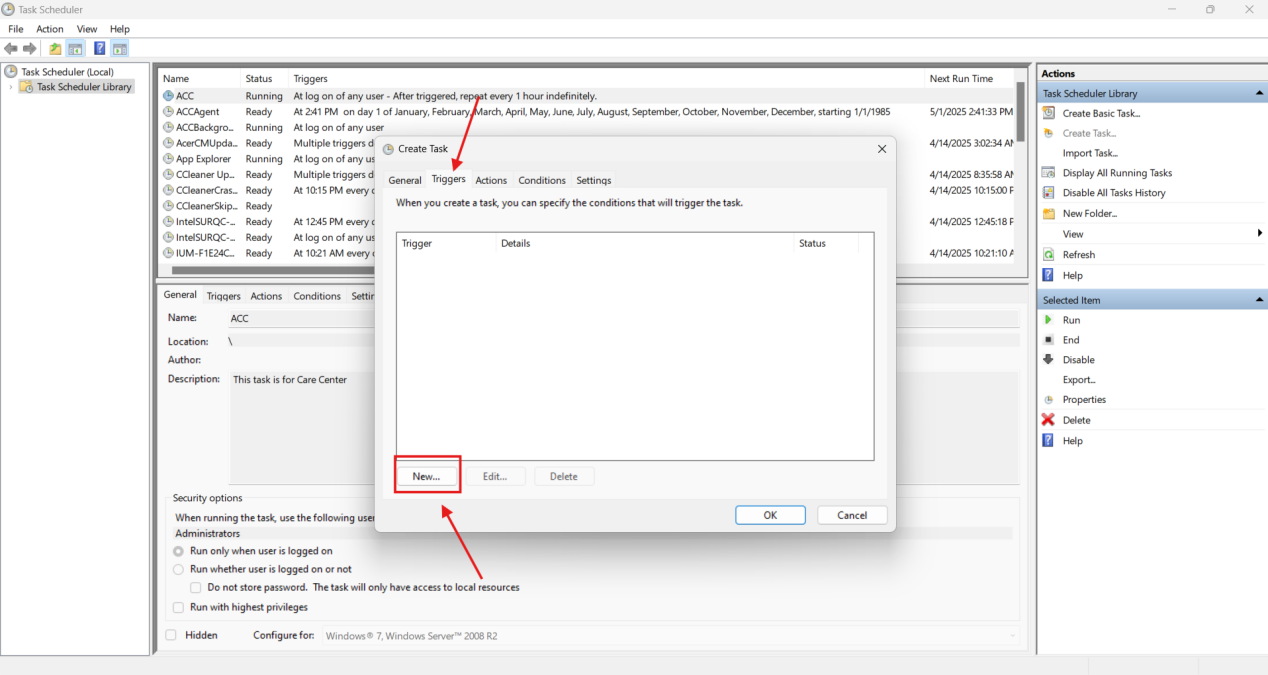 Task Scheduler
File Action View Help
Task Scheduler (Local)
Task Scheduler Library
Name Status Triggers Next Run Time
ACC Running At log on of any user - After triggered, repeat every 1 hour indefinitely.
ACCAgent Ready At 2:41 PM on day 1 of January, February, March, April, May, June, July, August, September, October, November, December, starting 1/1/1985 5/1/2025 2:41:33 PM
ACCBackgro... Running At log on of any user
AcerCMUpda... Ready Multiple triggers d 4/14/2025 3:02:34 AM
App Explorer Running At log on of any us
CCleaner Up... Ready Multiple triggers d 4/14/2025 8:35:58 AM
CCleanerCras... Ready At 10:15 PM every 4/14/2025 10:15:00 P
CCleanerSkip... Ready
IntelSURQC-... Ready At 12:45 PM every 4/14/2025 12:45:18 P
IntelSURQC-... Ready At log on of any us
IUM-F1E24C... Ready At 10:21 AM every 4/14/2025 10:21:10 A
General Triggers Actions Conditions Settin
Name: ACC
Location: \
Author:
Description: This task is for Care Center
Security options
When running the task, use the following user
Administrators
Run only when user is logged on
Run whether user is logged on or not
Do not store password. The task will only have access to local resources
Run with highest privileges
Hidden Configure for: Windows® 7, Windows Server™ 2008 R2
Create Task
General Triggers Actions Conditions Settings
When you create a task, you can specify the conditions that will trigger the task.
Trigger Details Status
New... Edit... Delete
OK Cancel
Actions
Task Scheduler Library
Create Basic Task...
Create Task...
Import Task...
Display All Running Tasks
Disable All Tasks History
New Folder...
View
Refresh
Help
Selected Item
Run
End
Disable
Export...
Properties
Delete
Help